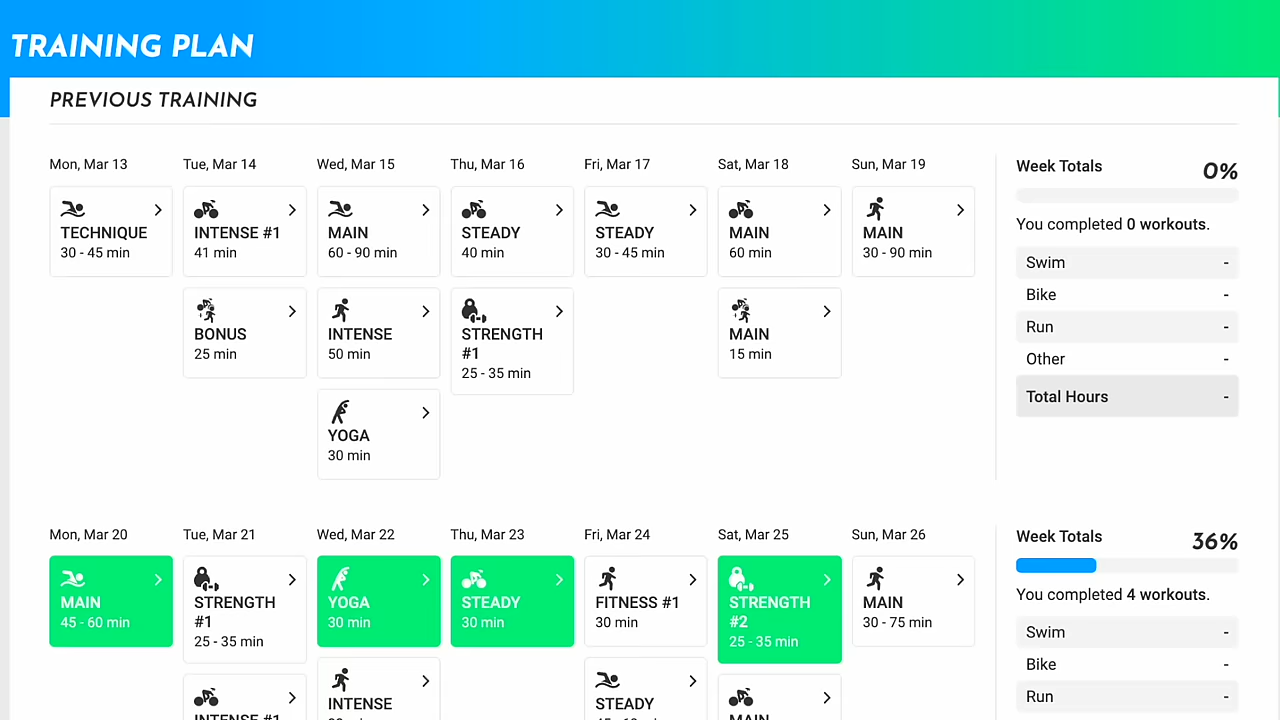 TRAINING PLAN
PREVIOUS TRAINING
Mon, Mar 13
Tue, Mar 14
Wed, Mar 15
Thu, Mar 16
Fri, Mar 17
Sat, Mar 18
Sun, Mar 19
TECHNIQUE
30 - 45 min
INTENSE #1
41 min
MAIN
60 - 90 min
STEADY
40 min
STEADY
30 - 45 min
MAIN
60 min
MAIN
30 - 90 min
BONUS
25 min
INTENSE
50 min
STRENGTH
#1
25 - 35 min
MAIN
15 min
YOGA
30 min
Week Totals
0%
You completed 0 workouts.
Swim -
Bike -
Run -
Other -
Total Hours -
Mon, Mar 20
Tue, Mar 21
Wed, Mar 22
Thu, Mar 23
Fri, Mar 24
Sat, Mar 25
Sun, Mar 26
MAIN
45 - 60 min
STRENGTH
#1
25 - 35 min
YOGA
30 min
STEADY
30 min
FITNESS #1
30 min
STRENGTH
#2
25 - 35 min
MAIN
30 - 75 min
INTENSE #1
INTENSE
STEADY
MAIN
Week Totals
36%
You completed 4 workouts.
Swim -
Bike -
Run -